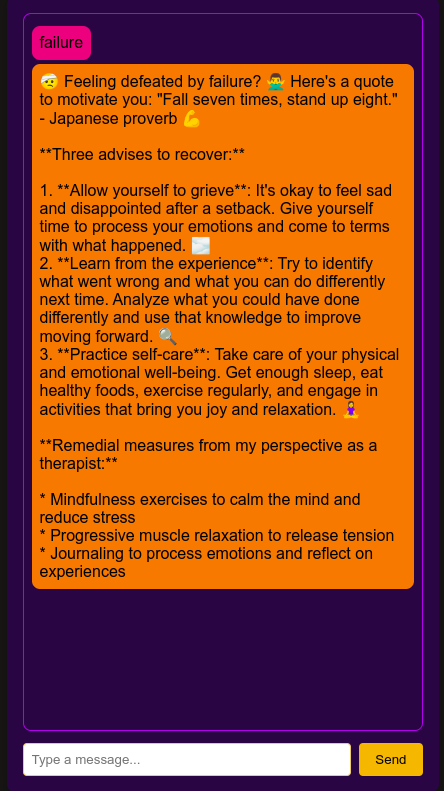 failure
🤕 Feeling defeated by failure? 🙅‍♂️ Here's a quote
to motivate you: "Fall seven times, stand up eight."
- Japanese proverb 💪
**Three advises to recover:**
1. **Allow yourself to grieve**: It's okay to feel sad
and disappointed after a setback. Give yourself
time to process your emotions and come to terms
with what happened. 🌫️
2. **Learn from the experience**: Try to identify
what went wrong and what you can do differently
next time. Analyze what you could have done
differently and use that knowledge to improve
moving forward. 🔍
3. **Practice self-care**: Take care of your physical
and emotional well-being. Get enough sleep, eat
healthy foods, exercise regularly, and engage in
activities that bring you joy and relaxation. 🧘‍♀️
**Remedial measures from my perspective as a
therapist:**
* Mindfulness exercises to calm the mind and
reduce stress
* Progressive muscle relaxation to release tension
* Journaling to process emotions and reflect on
experiences
Type a message...
Send